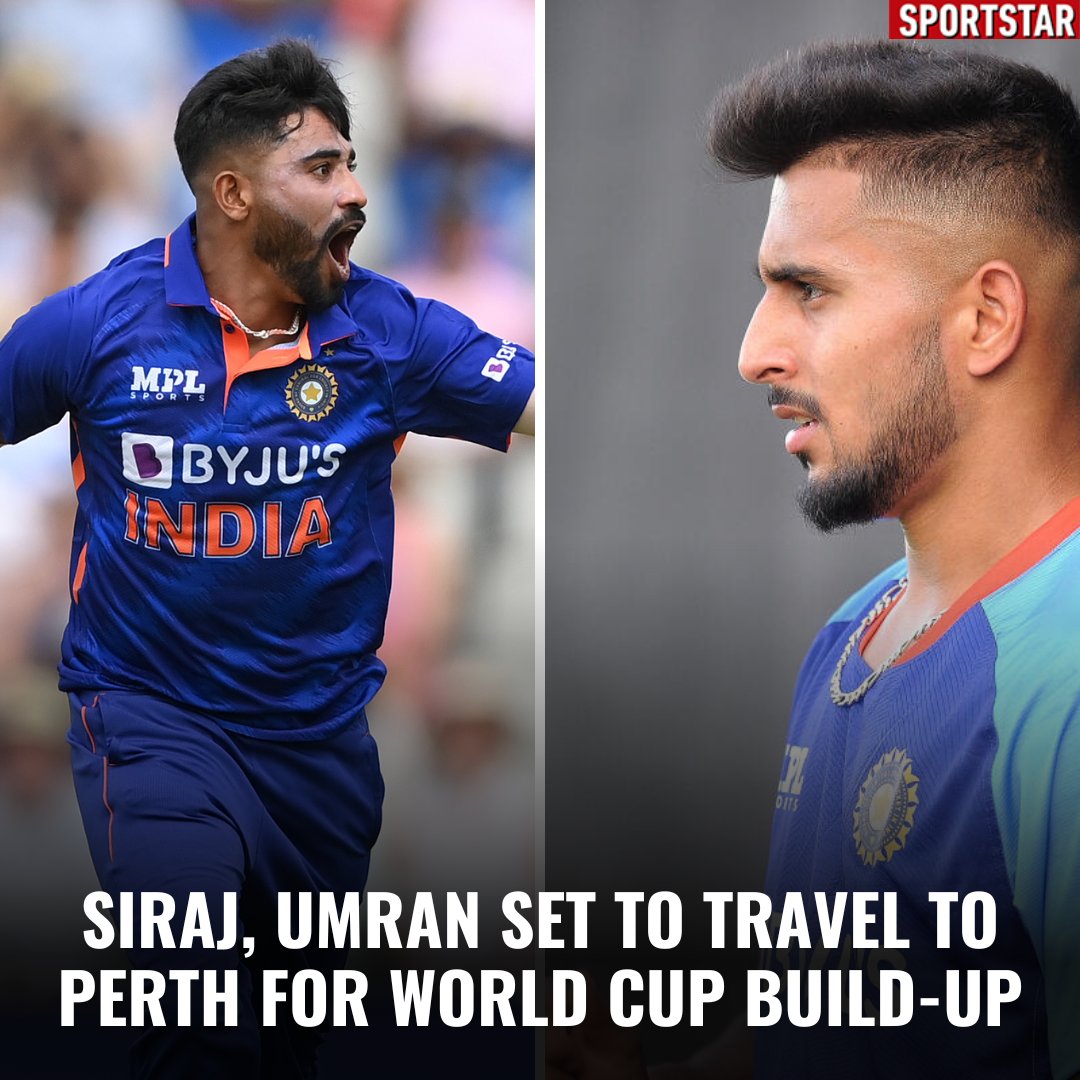 SPORTSTAR
MPL
SPORTS
BYJU'S
INDIA
SIRAJ, UMRAN SET TO TRAVEL TO
PERTH FOR WORLD CUP BUILD-UP